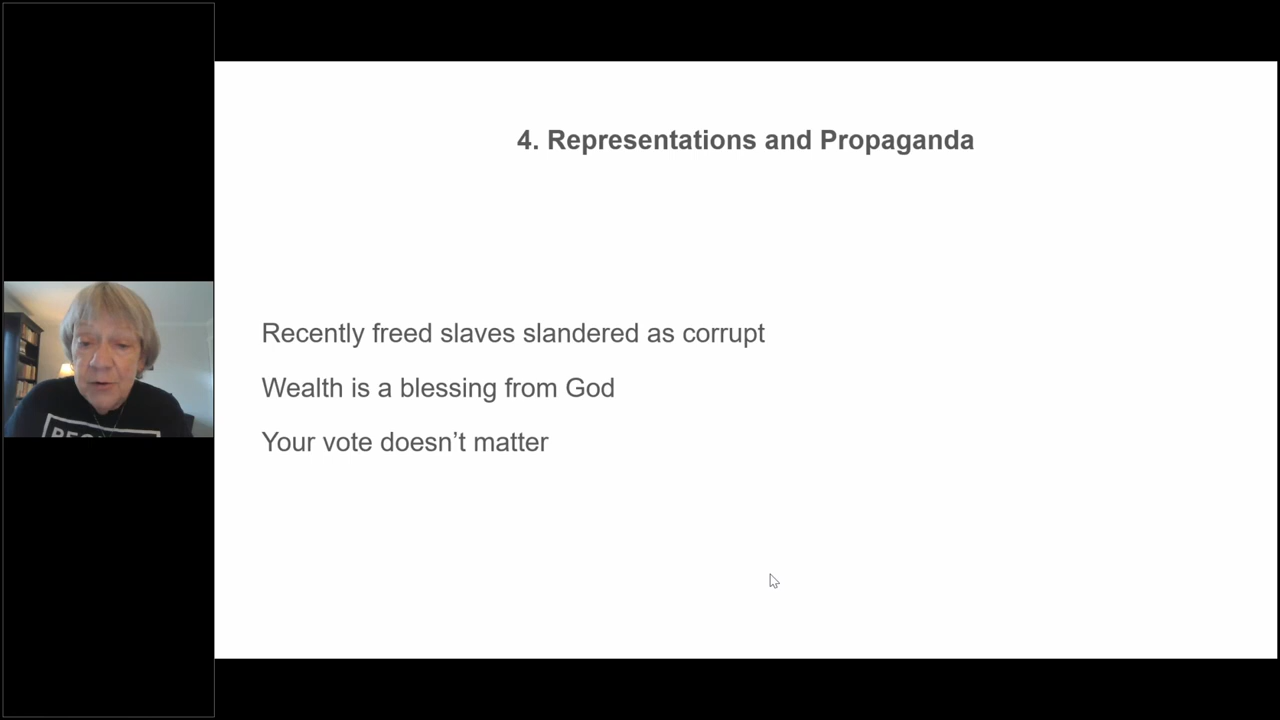 4. Representations and Propaganda
Recently freed slaves slandered as corrupt
Wealth is a blessing from God
Your vote doesn’t matter